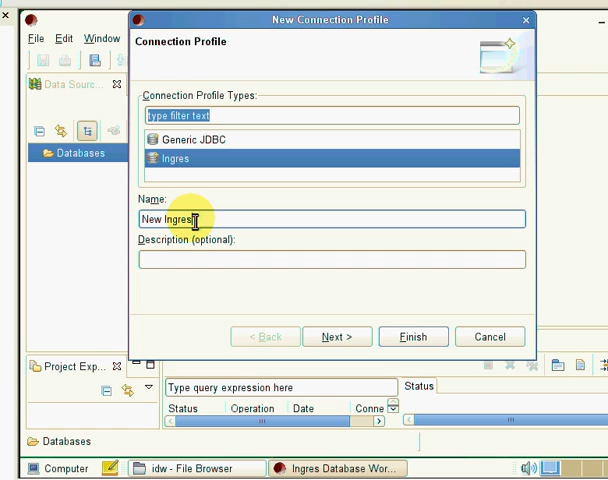 New Connection Profile
File Edit Window
Connection Profile
Data Sourc...
Databases
Connection Profile Types:
type filter text
Generic JDBC
Ingres
Name:
New Ingres
Description (optional):
< Back Next > Finish Cancel
Project Exp...
Type query expression here
Status
Status Operation Date Conne
Databases
Computer idw - File Browser Ingres Database Wor...